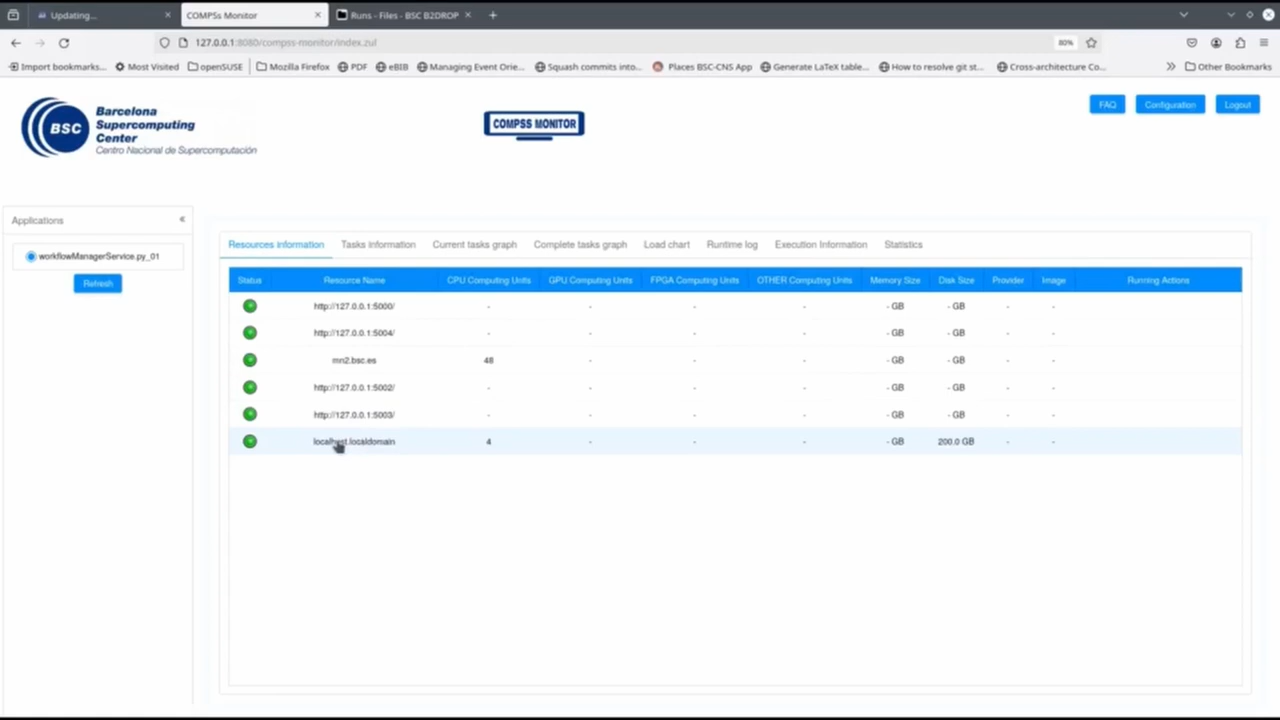 Updating...
COMPSs Monitor
Runs - Files - BSC B2DROP
127.0.0.1:8080/compss-monitor/index.zul
80%
Import bookmarks...
Most Visited
openSUSE
Mozilla Firefox
PDF
eBIB
Managing Event Orie...
Squash commits into...
Places BSC-CNS App
Generate LaTeX table...
How to resolve git st...
Cross-architecture Co...
Other Bookmarks
BSC
Barcelona
Supercomputing
Center
Centro Nacional de Supercomputación
COMPSS MONITOR
FAQ
Configuration
Logout
Applications
workflowManagerService.py_01
Refresh
Resources information Tasks information Current tasks graph Complete tasks graph Load chart Runtime log Execution Information Statistics
Status Resource Name CPU Computing Units GPU Computing Units FPGA Computing Units OTHER Computing Units Memory Size Disk Size Provider Image Running Actions
http://127.0.0.1:5000/ - - - - - GB - GB - -
http://127.0.0.1:5004/ - - - - - GB - GB - -
mn2.bsc.es 48 - - - - GB - GB - -
http://127.0.0.1:5002/ - - - - - GB - GB - -
http://127.0.0.1:5003/ - - - - - GB - GB - -
localhost.localdomain 4 - - - - GB 200.0 GB - -